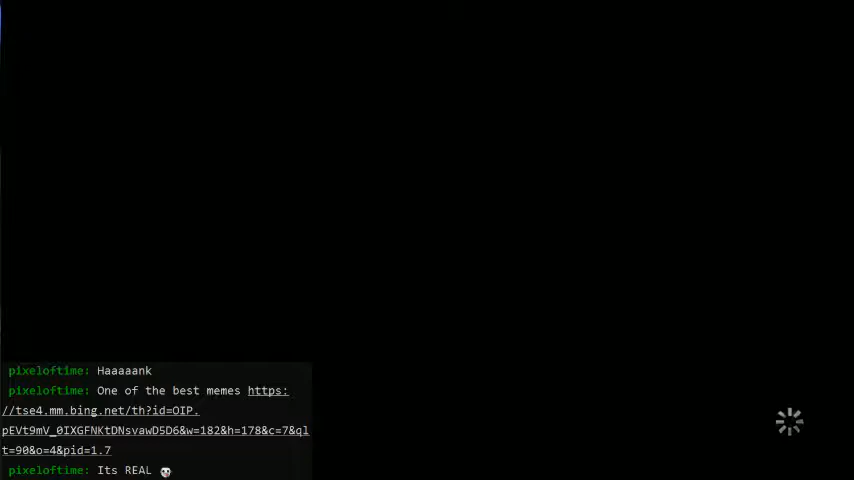 pixeloftime: Haaaaank
pixeloftime: One of the best memes https:
//tse4.mm.bing.net/th?id=OIP.
pEVt9mV_0IXGFNKtDNsvawD5D6&w=182&h=178&c=7&ql
t=90&o=4&pid=1.7
pixeloftime: Its REAL 💀